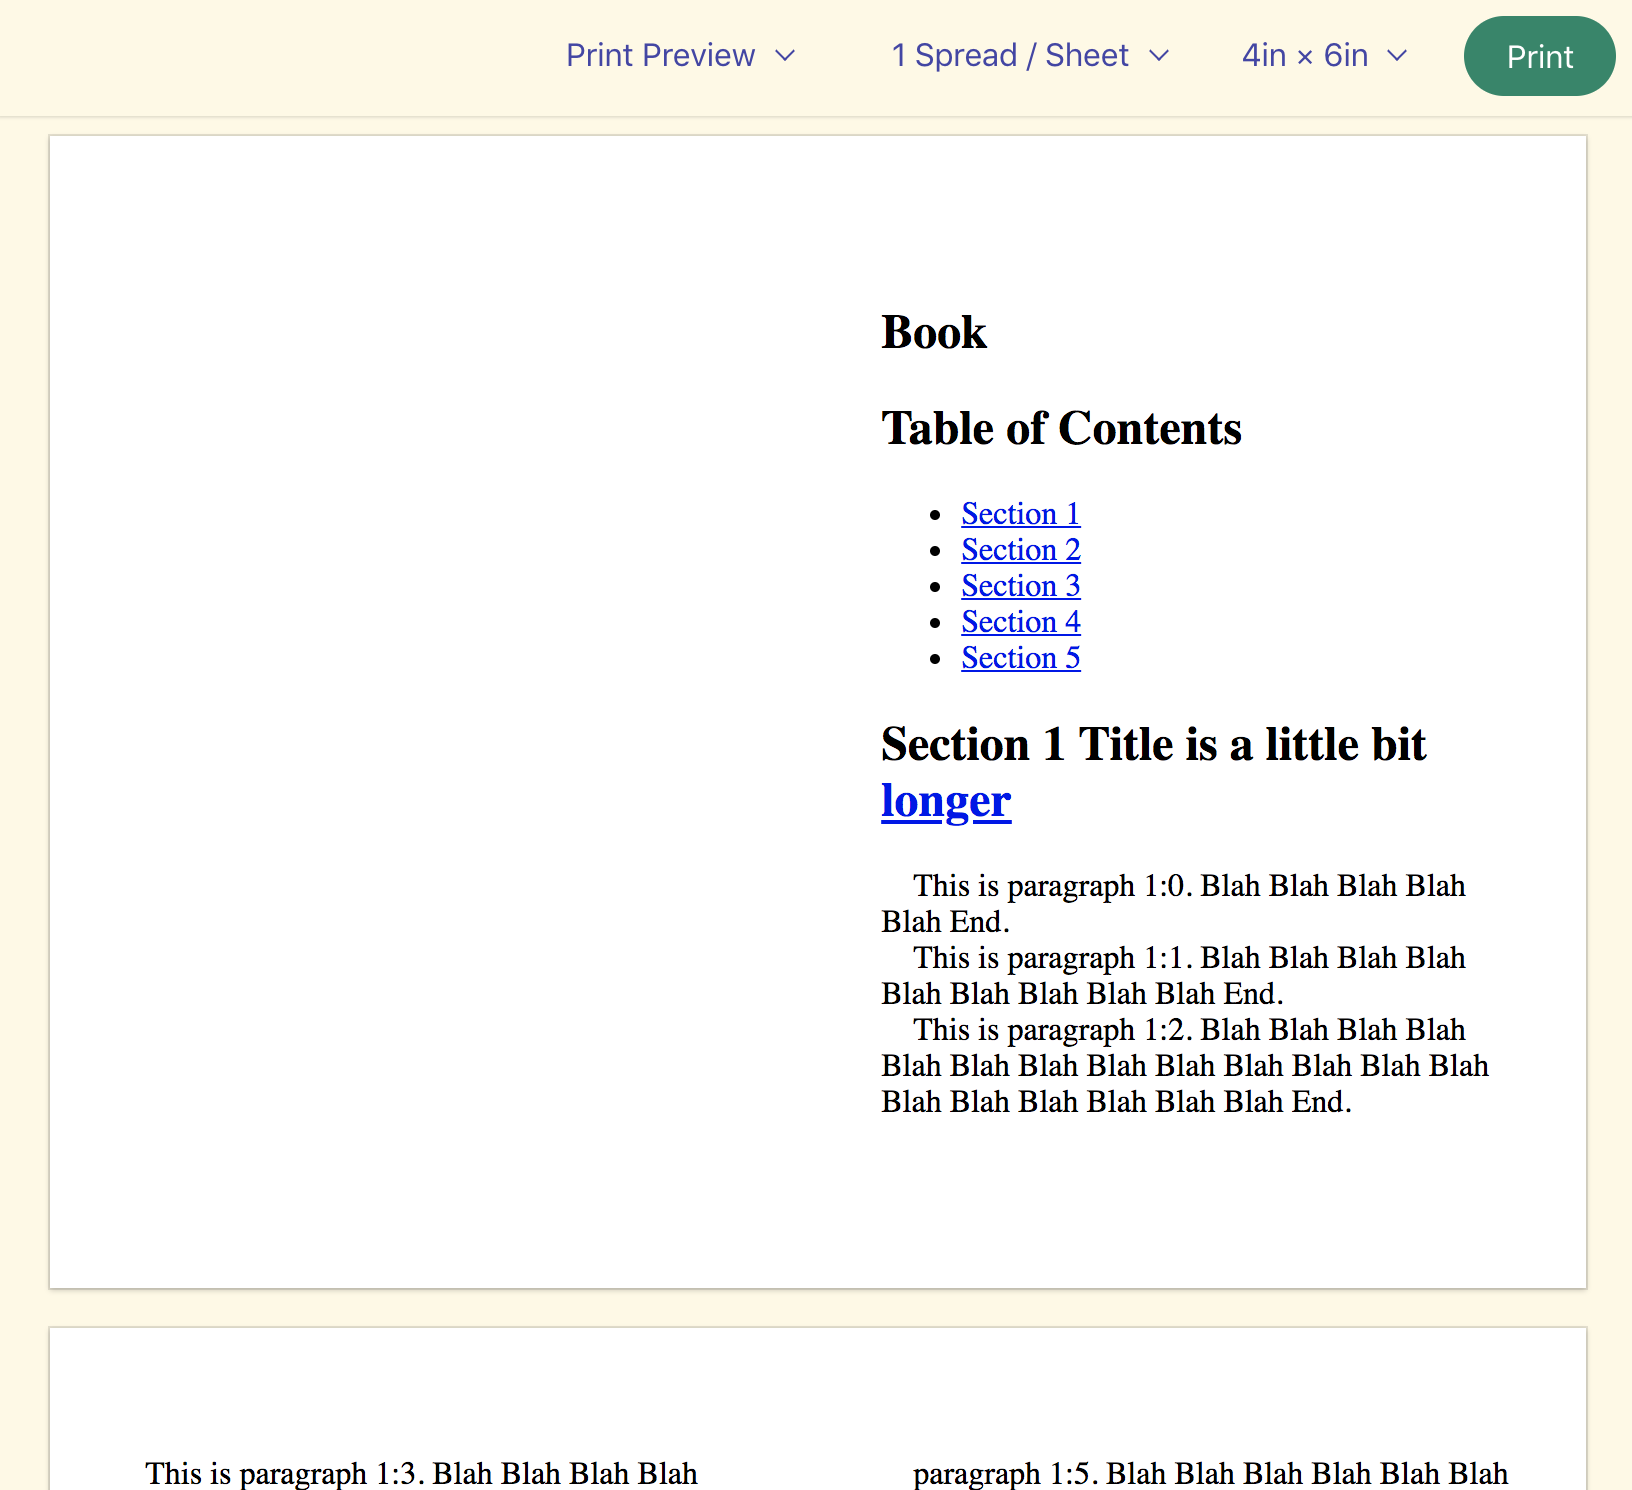 Print Preview
1 Spread / Sheet
4in × 6in
Print
Book
Table of Contents
Section 1
Section 2
Section 3
Section 4
Section 5
Section 1 Title is a little bit
longer
This is paragraph 1:0. Blah Blah Blah Blah
Blah End.
This is paragraph 1:1. Blah Blah Blah Blah
Blah Blah Blah Blah Blah End.
This is paragraph 1:2. Blah Blah Blah Blah
Blah Blah Blah Blah Blah Blah Blah Blah Blah
Blah Blah Blah Blah Blah Blah End.
This is paragraph 1:3. Blah Blah Blah Blah
paragraph 1:5. Blah Blah Blah Blah Blah Blah